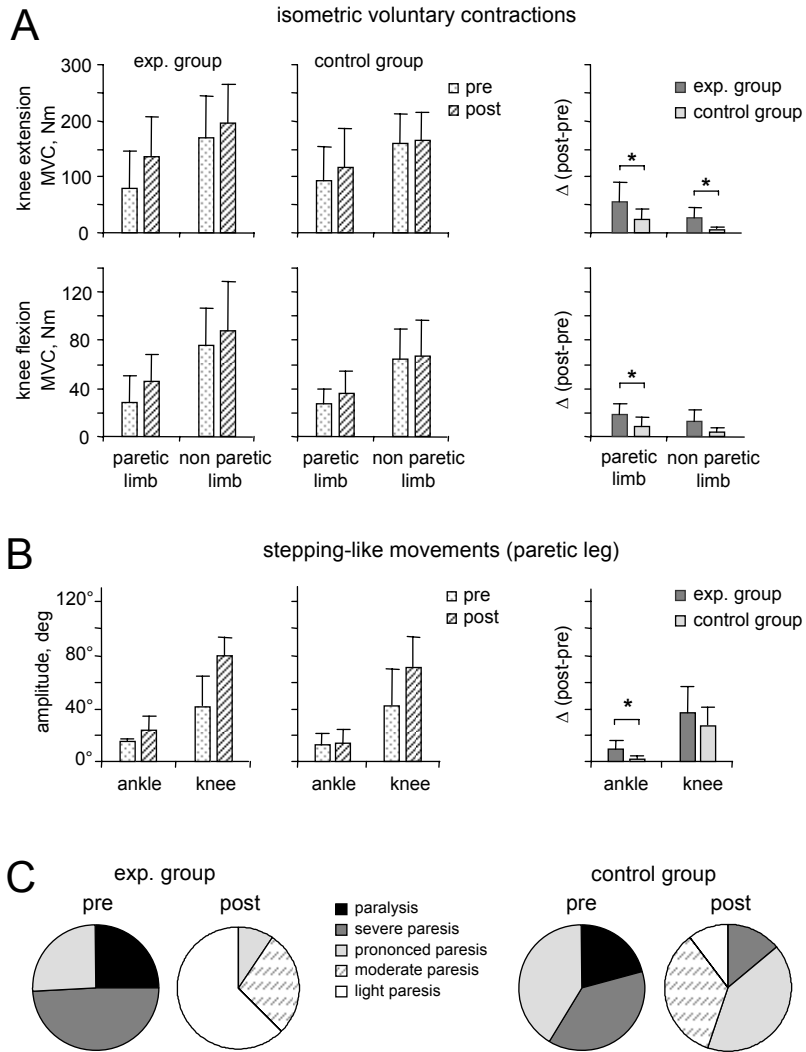 A
isometric voluntary contractions
exp. group
control group
knee extension
MVC, Nm
300
200
100
0
pre
post
Δ (post-pre)
exp. group
control group
*
*
knee flexion
MVC, Nm
120
80
40
0
Δ (post-pre)
*
paretic
limb
non paretic
limb
paretic
limb
non paretic
limb
paretic
limb
non paretic
limb
B
stepping-like movements (paretic leg)
amplitude, deg
120°
80°
40°
0°
pre
post
Δ (post-pre)
exp. group
control group
*
ankle
knee
ankle
knee
ankle
knee
C
exp. group
pre
post
paralysis
severe paresis
prononced paresis
moderate paresis
light paresis
control group
pre
post